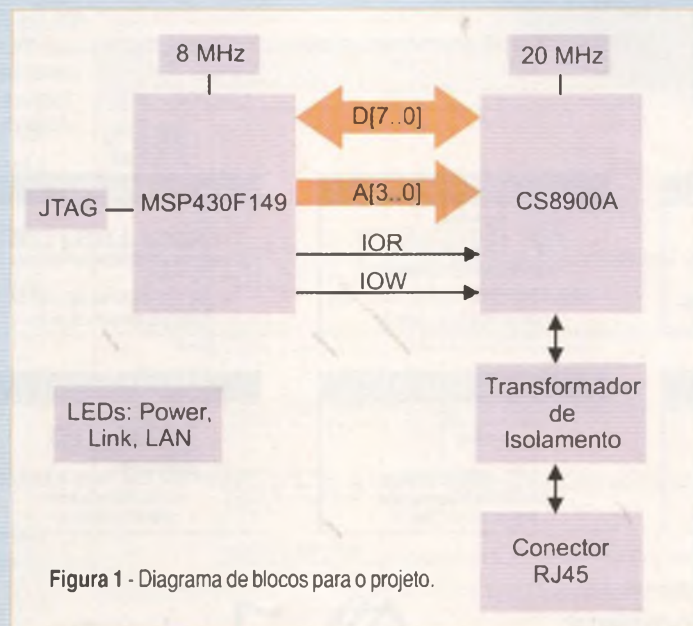 8 MHz
20 MHz
D[7..0]
JTAG
MSP430F149
A[3..0]
CS8900A
IOR
IOW
LEDs: Power,
Link, LAN
Transformador
de
Isolamento
Conector
RJ45
Figura 1 - Diagrama de blocos para o projeto.